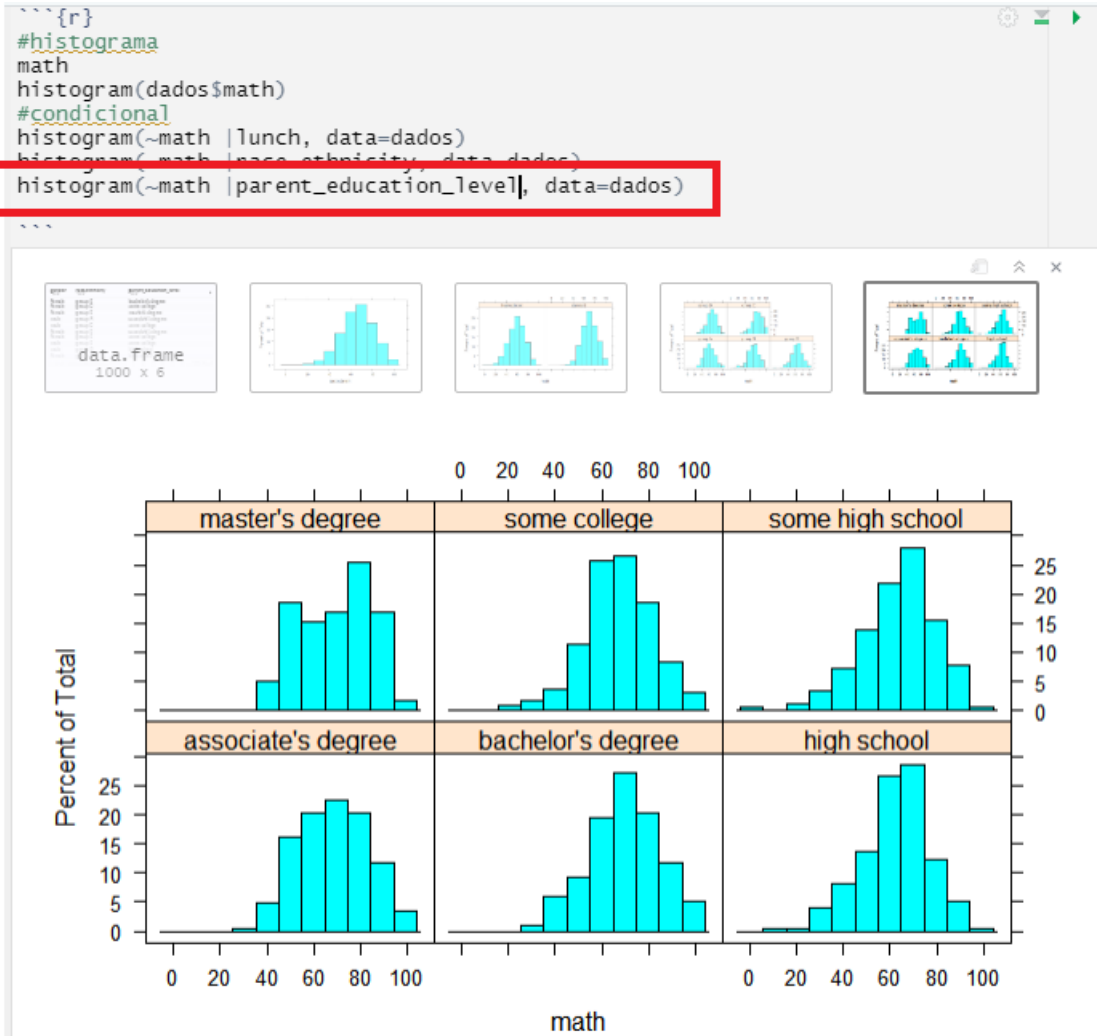 ```{r}
#histograma
math
histogram(dados$math)
#condicional
histogram(~math |lunch, data=dados)
histogram(~math |race_ethnicity, data=dados)
histogram(~math |parent_education_level, data=dados)
```
data.frame
1000 x 6
0 20 40 60 80 100
master's degree some college some high school
25
20
15
10
5
0
Percent of Total
associate's degree bachelor's degree high school
25
20
15
10
5
0
0 20 40 60 80 100 0 20 40 60 80 100
math